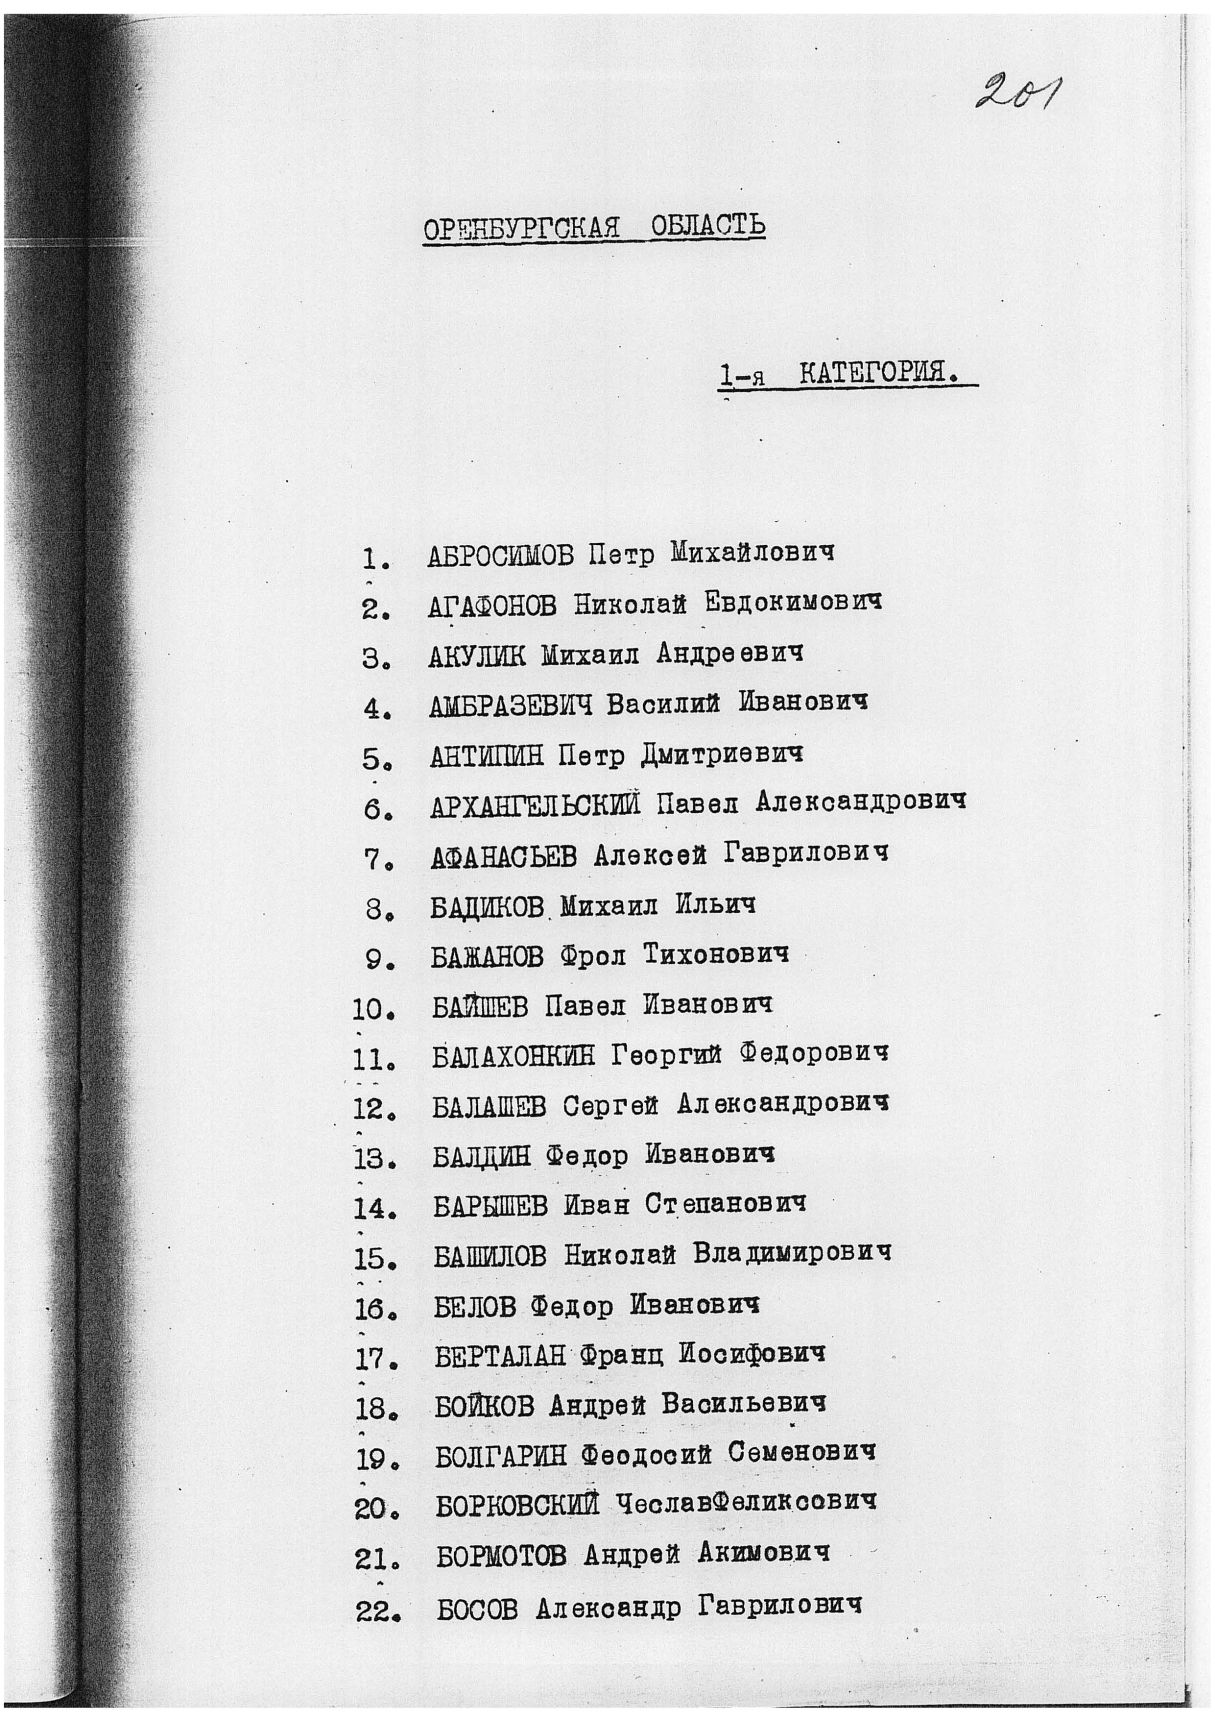 201
ОРЕНБУРГСКАЯ ОБЛАСТЬ
1-я КАТЕГОРИЯ.
1. АБРОСИМОВ Петр Михайлович
2. АГАФОНОВ Николай Евдокимович
3. АКУЛИК Михаил Андреевич
4. АМБРАЗЕВИЧ Василий Иванович
5. АНТИПИН Петр Дмитриевич
6. АРХАНГЕЛЬСКИЙ Павел Александрович
7. АФАНАСЬЕВ Алексей Гаврилович
8. БАДИКОВ Михаил Ильич
9. БАЖАНОВ Фрол Тихонович
10. БАЙШЕВ Павел Иванович
11. БАЛАХОНКИН Георгий Федорович
12. БАЛАШЕВ Сергей Александрович
13. БАЛДИН Федор Иванович
14. БАРЫШЕВ Иван Степанович
15. БАШИЛОВ Николай Владимирович
16. БЕЛОВ Федор Иванович
17. БЕРТАЛАН Франц Иосифович
18. БОЙКОВ Андрей Васильевич
19. БОЛГАРИН Феодосий Семенович
20. БОРКОВСКИЙ ЧеславФеликсович
21. БОРМОТОВ Андрей Акимович
22. БОСОВ Александр Гаврилович